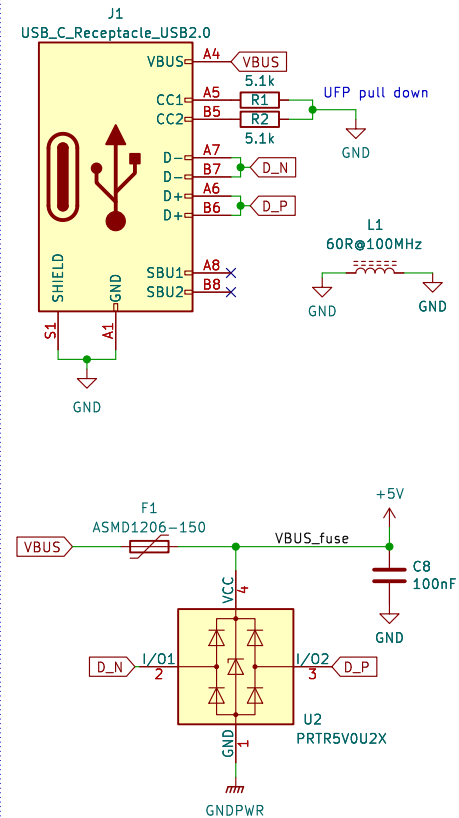 J1
USB_C_Receptacle_USB2.0
VBUS
A4
VBUS
5.1k
CC1
A5
R1
UFP pull down
CC2
B5
R2
5.1k
GND
D-
A7
D-
B7
D_N
D+
A6
D+
B6
D_P
L1
60R@100MHz
SBU1
A8
SBU2
B8
SHIELD
GND
GND
GND
S1
A1
GND
F1
ASMD1206-150
+5V
VBUS
VBUS_fuse
C8
100nF
VCC
4
GND
D_N
I/O1
2
I/O2
3
D_P
U2
PRTR5V0U2X
GND
1
GNDPWR